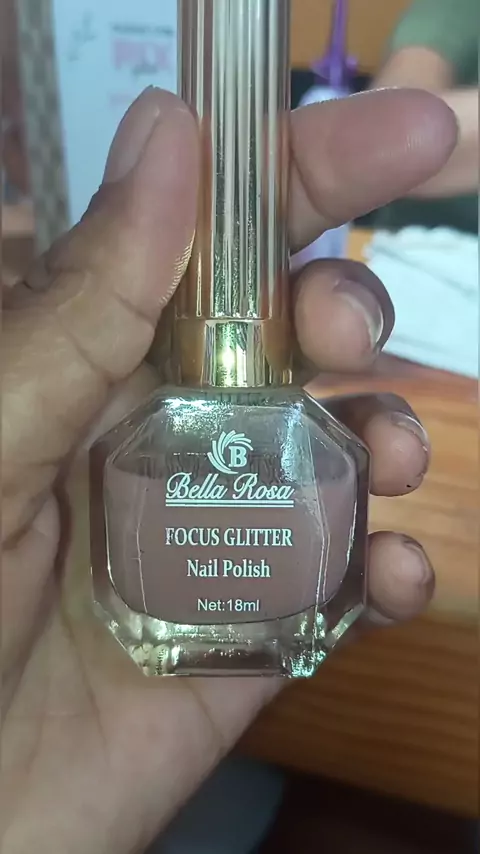 B
Bella Rosa
FOCUS GLITTER
Nail Polish
Net:18ml